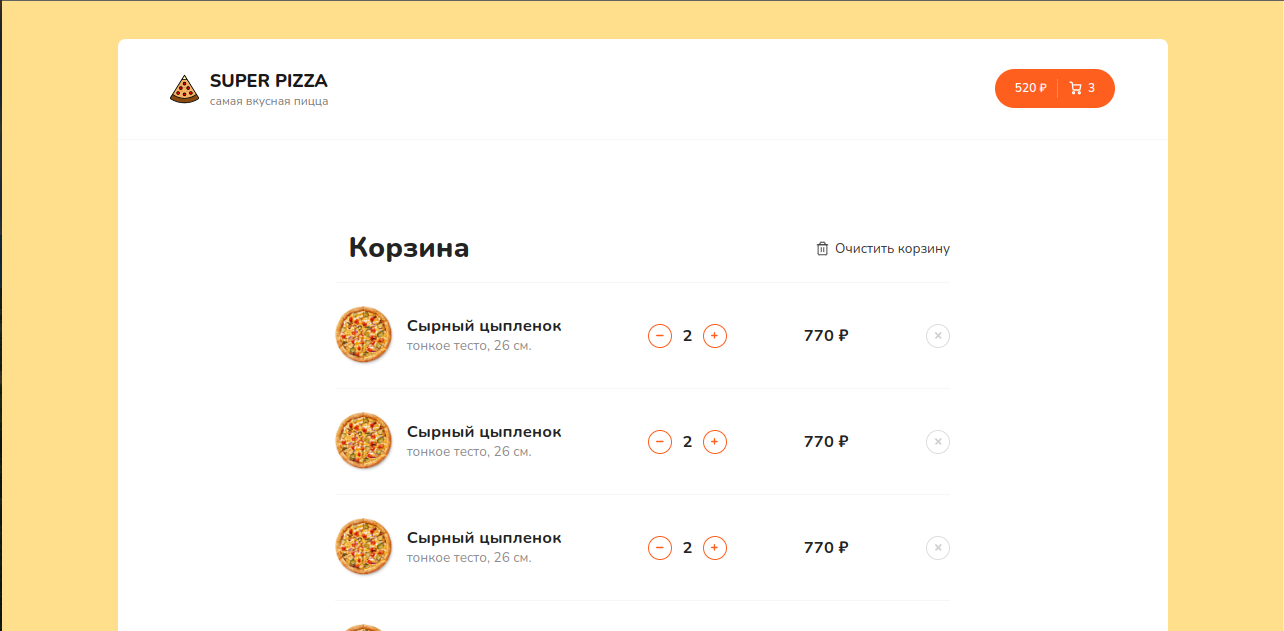 SUPER PIZZA
самая вкусная пицца
520 ₽ 3
Корзина
Очистить корзину
Сырный цыпленок
тонкое тесто, 26 см.
2
770 ₽
Сырный цыпленок
тонкое тесто, 26 см.
2
770 ₽
Сырный цыпленок
тонкое тесто, 26 см.
2
770 ₽